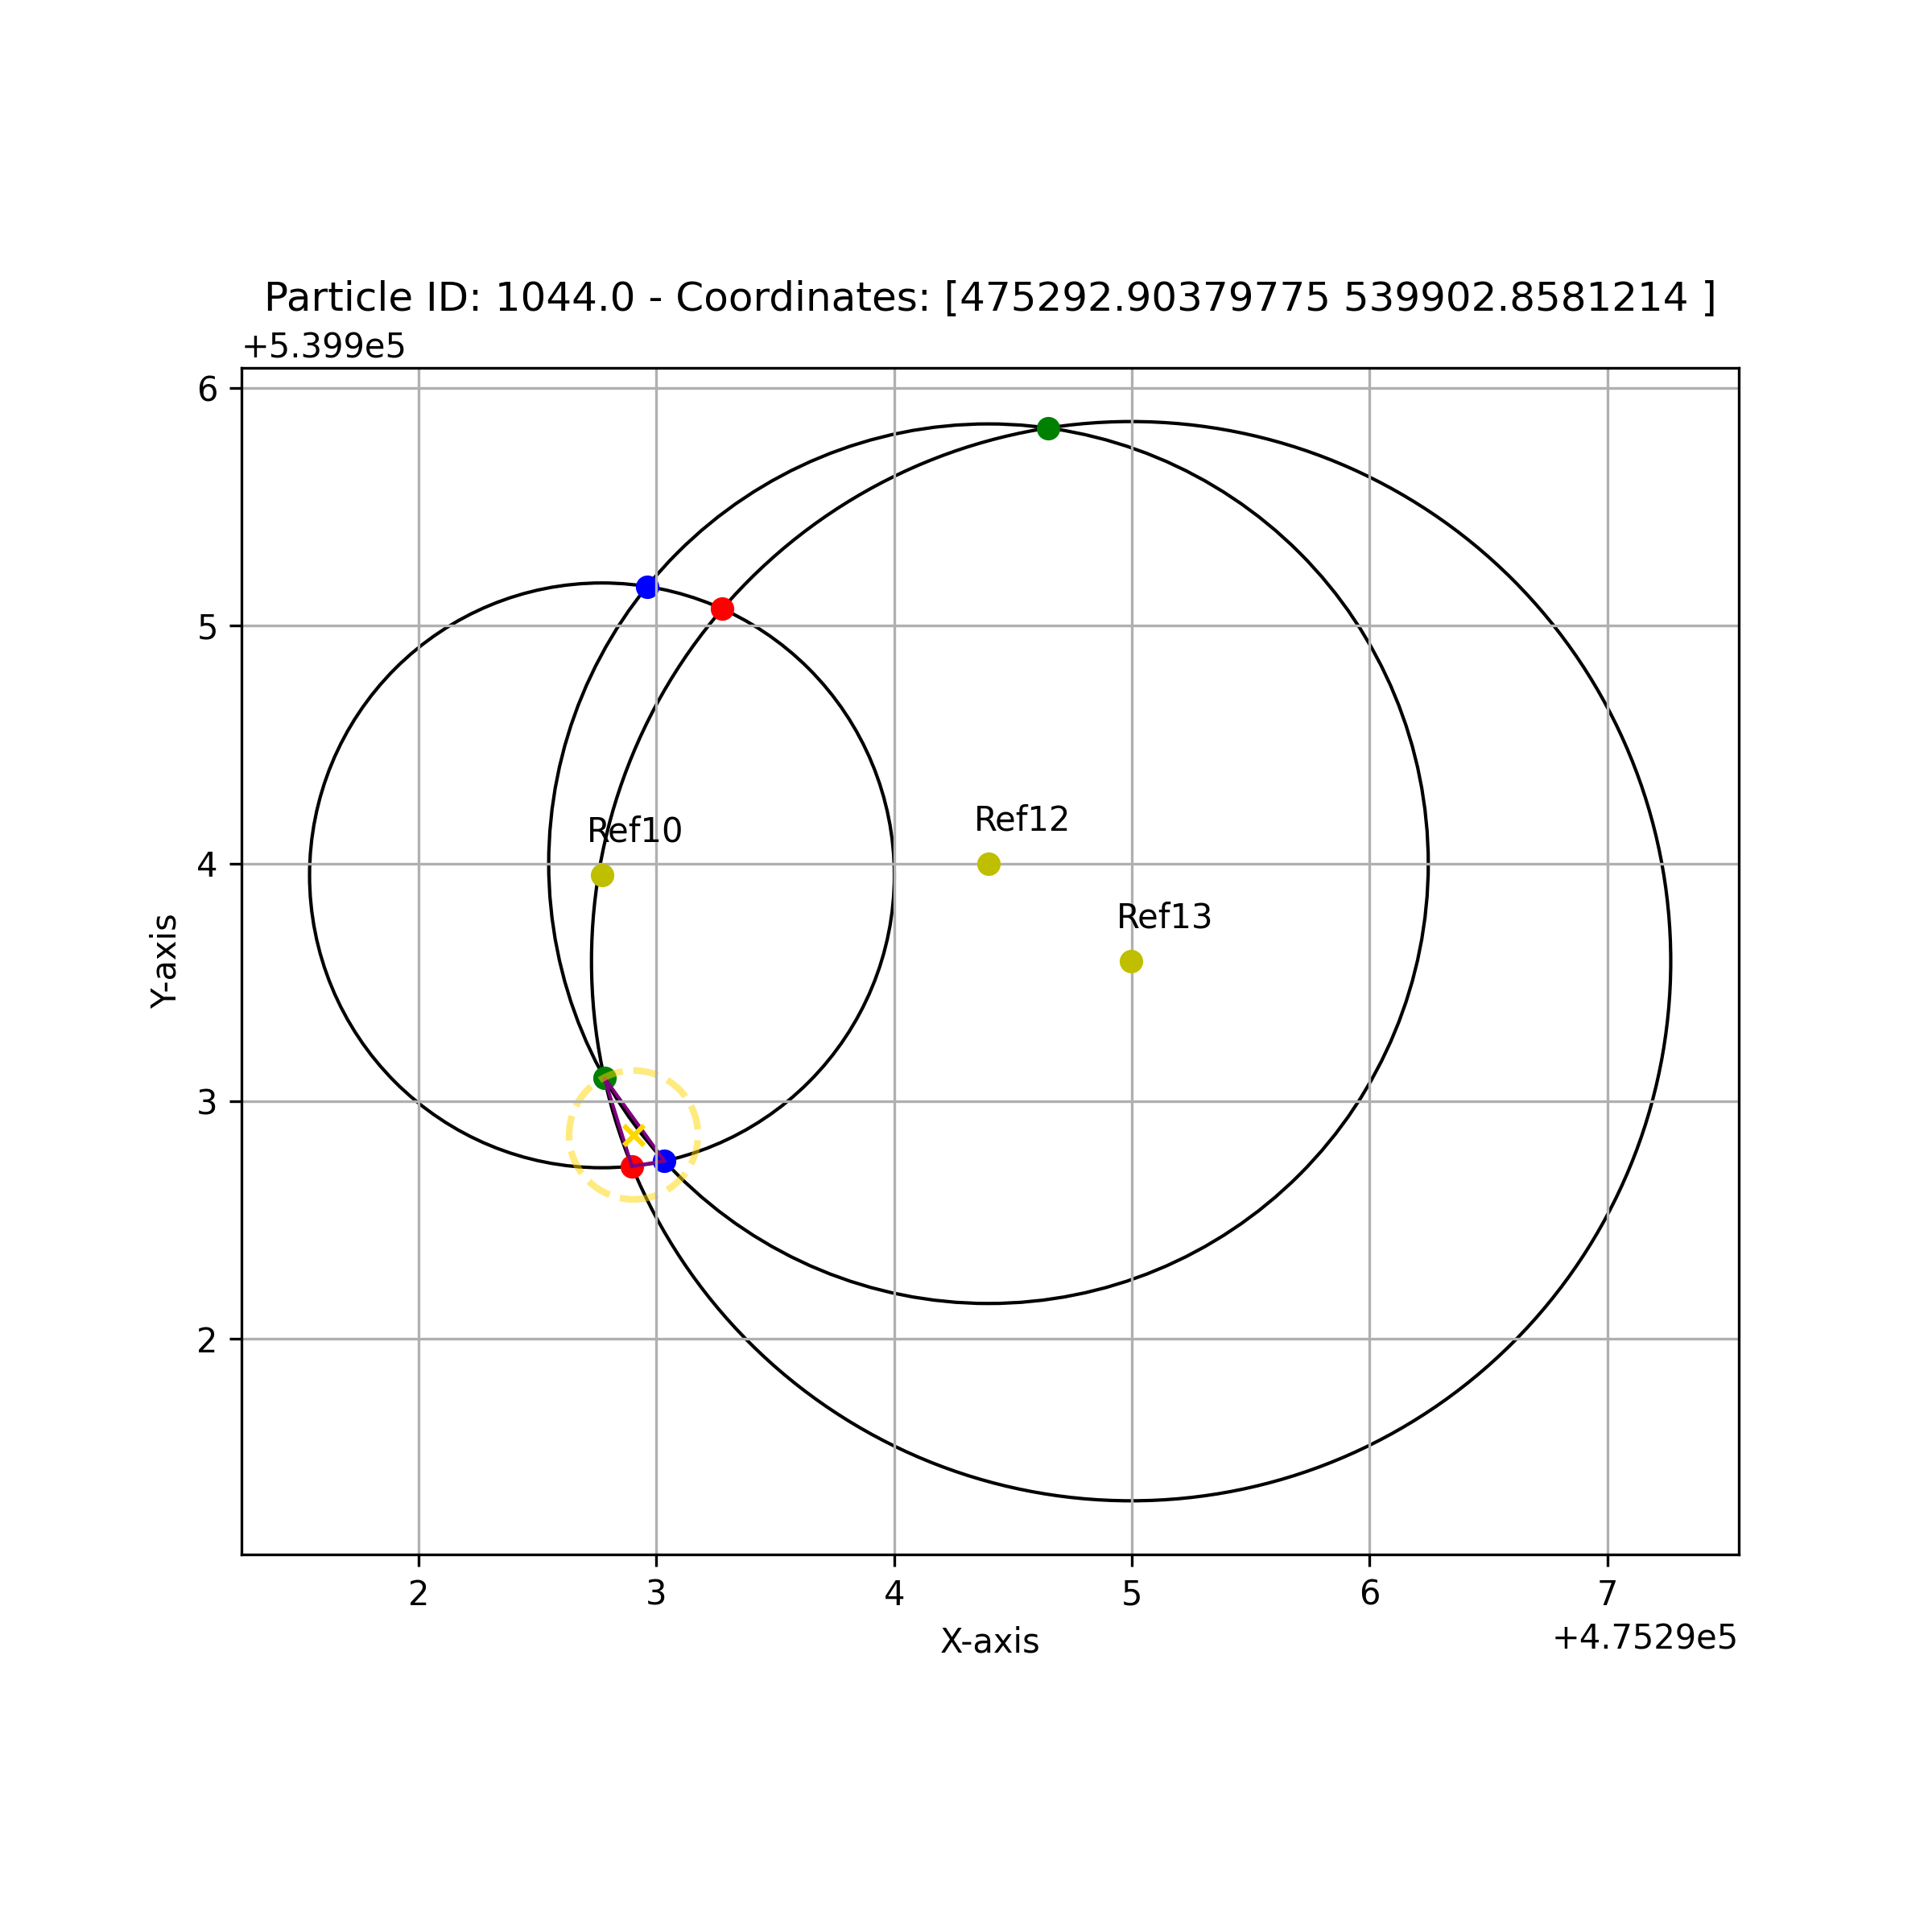 Particle ID: 1044.0 - Coordinates: [475292.90379775 539902.8581214 ]
+5.399e5
6
5
4
3
2
Y-axis
Ref10
Ref12
Ref13
2 3 4 5 6 7
X-axis
+4.7529e5